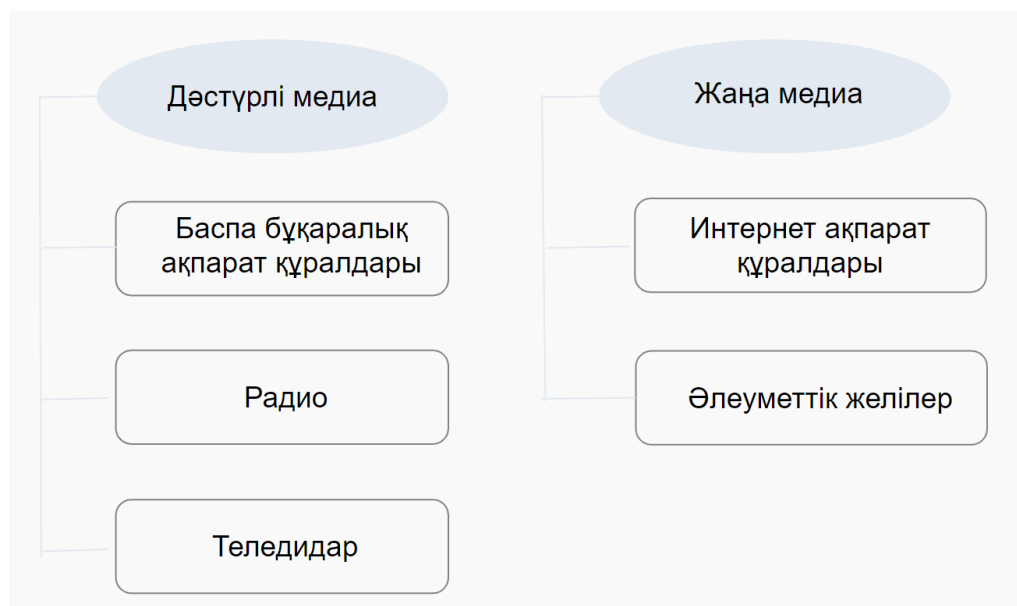 Дәстүрлі медиа
Баспа бұқаралық
ақпарат құралдары
Радио
Теледидар
Жаңа медиа
Интернет ақпарат
құралдары
Әлеуметтік желілер